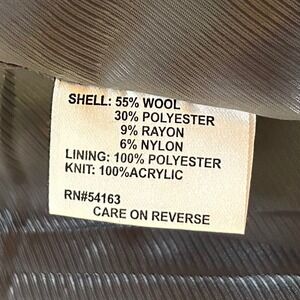 SHELL: 55% WOOL
30% POLYESTER
9% RAYON
6% NYLON
LINING: 100% POLYESTER
KNIT: 100%ACRYLIC
RN#54163
CARE ON REVERSE